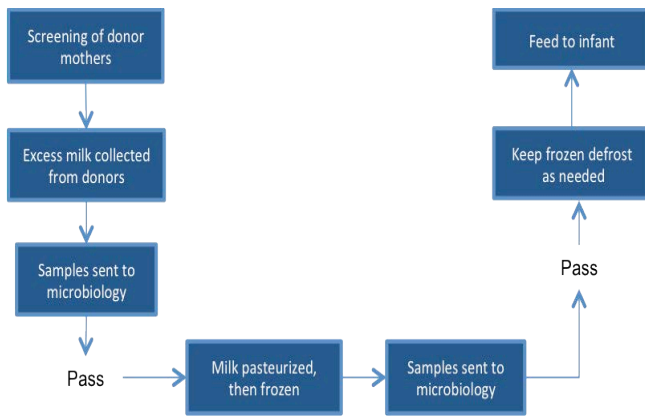 Screening of donor
mothers
Excess milk collected
from donors
Samples sent to
microbiology
Pass
Milk pasteurized,
then frozen
Samples sent to
microbiology
Pass
Keep frozen defrost
as needed
Feed to infant